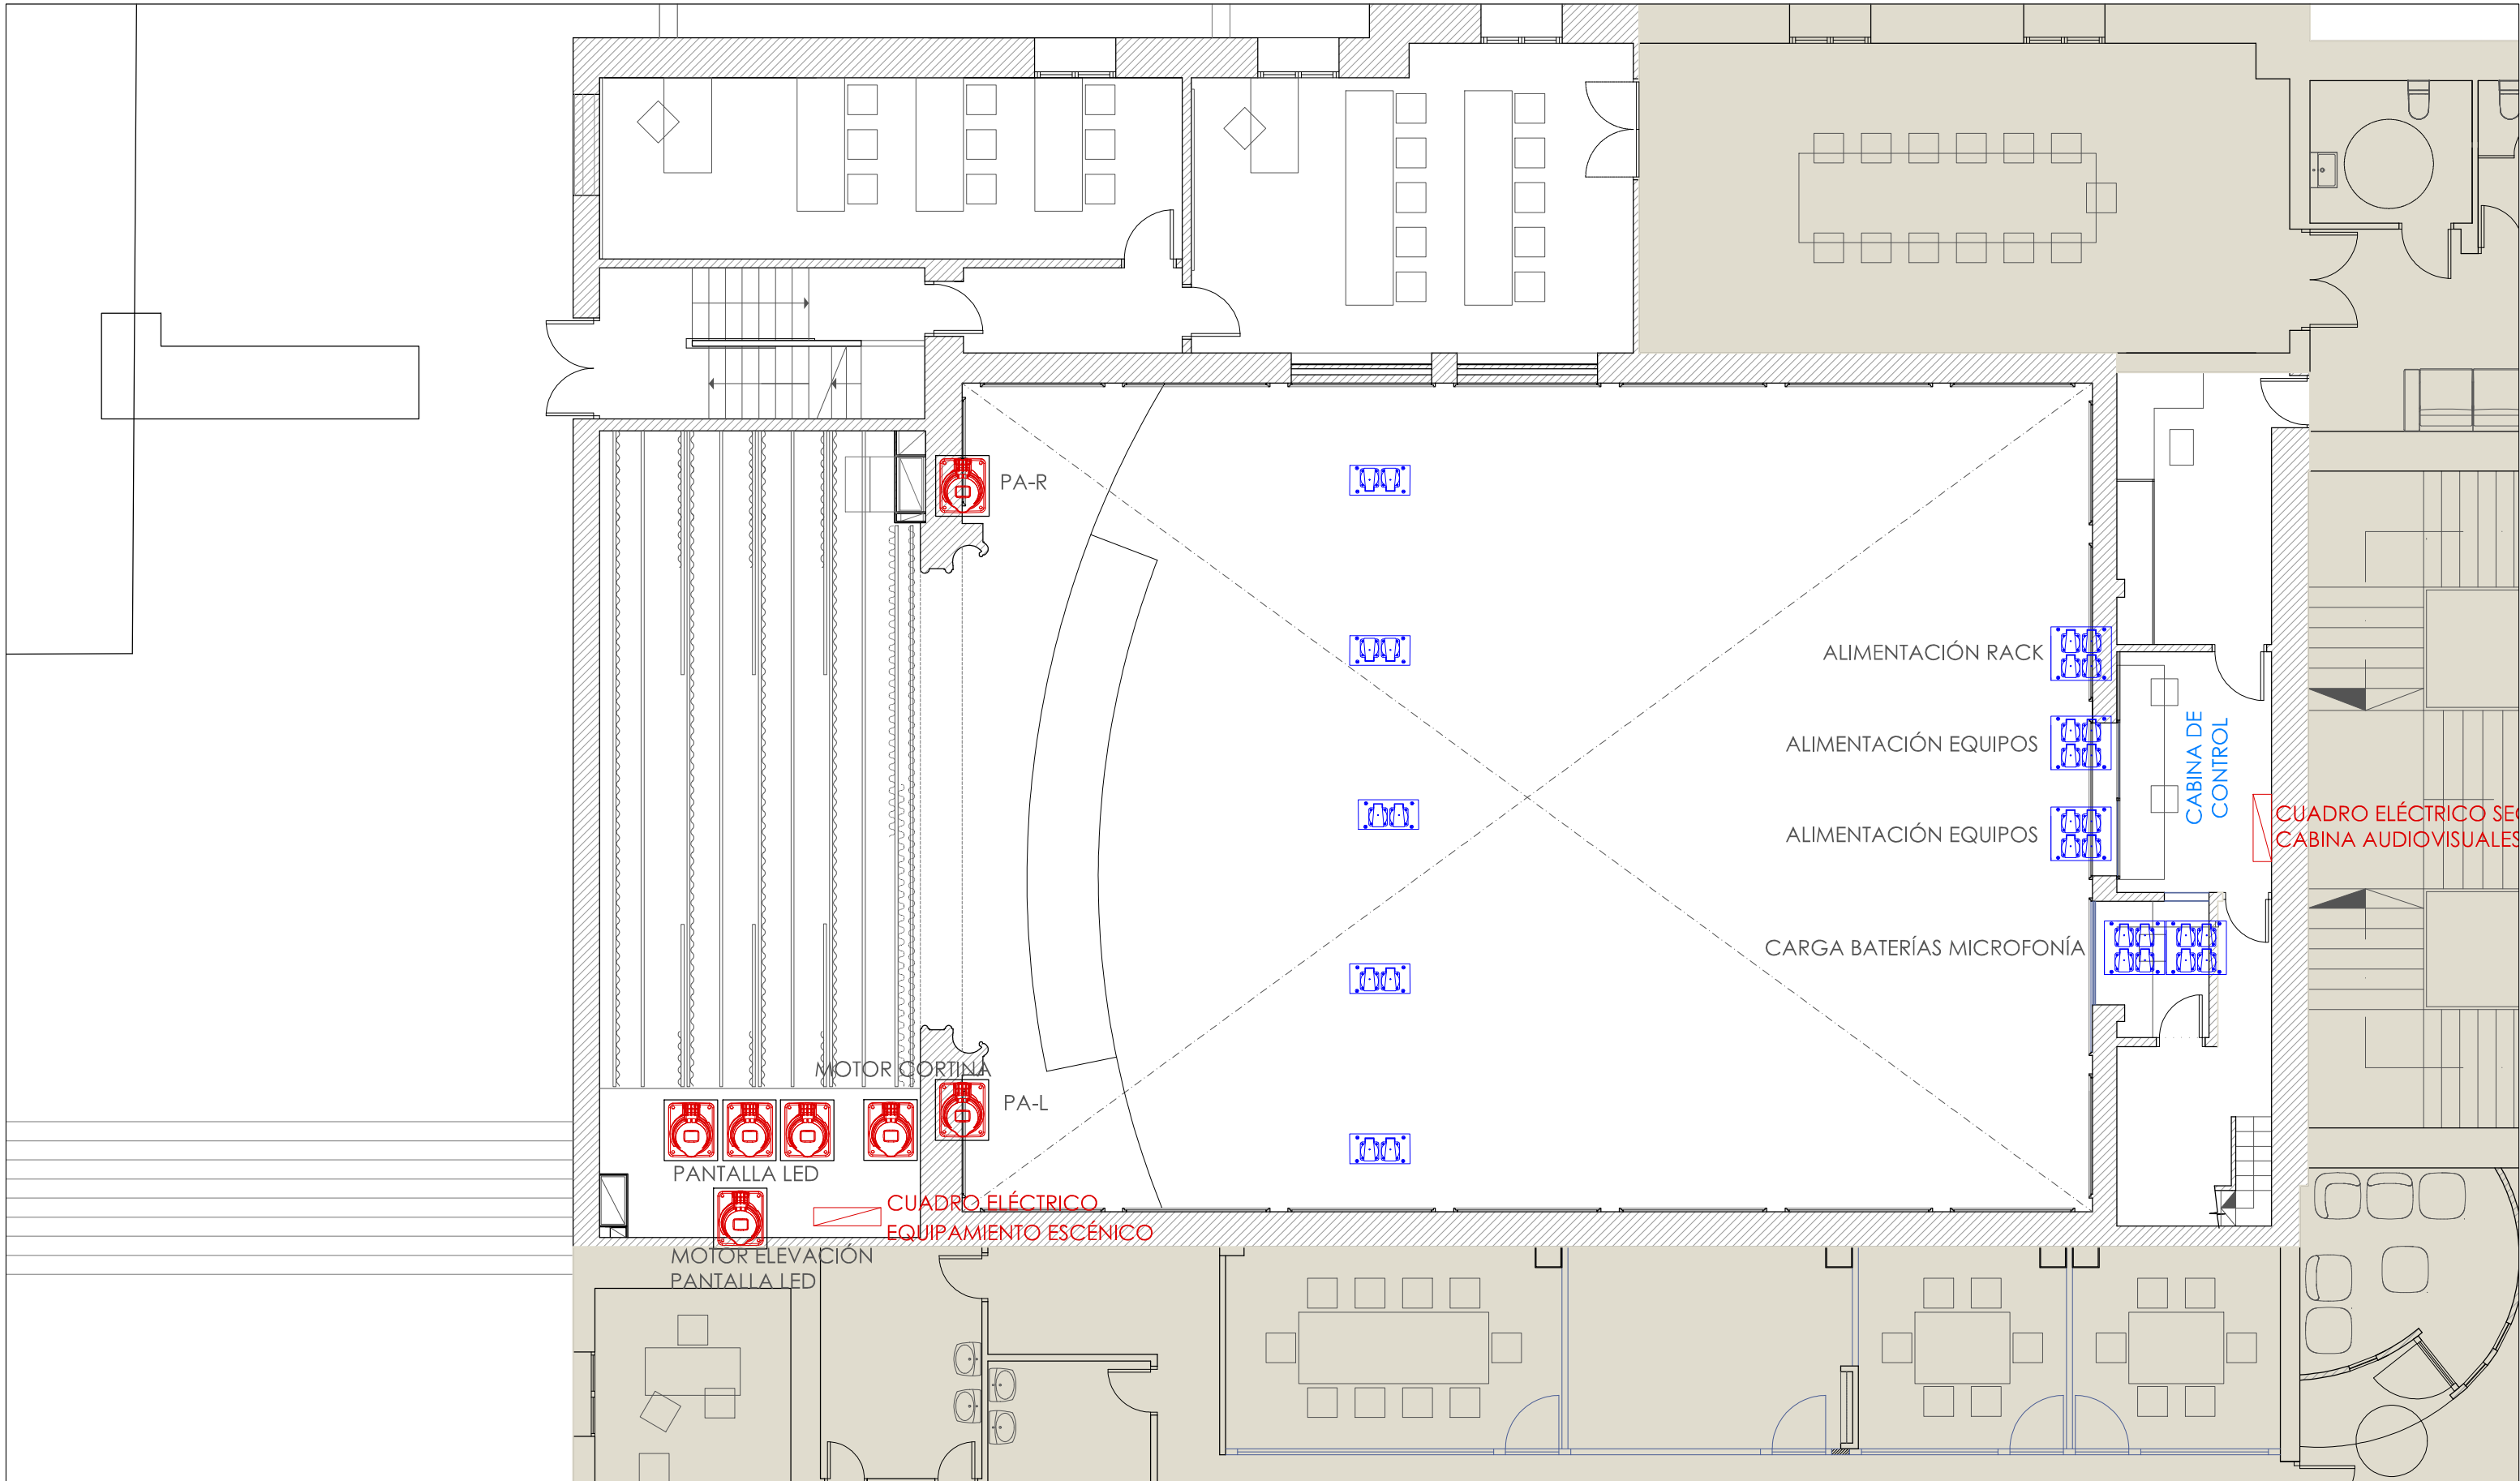 PA-R
ALIMENTACIÓN RACK
ALIMENTACIÓN EQUIPOS
CABINA DE
CONTROL
ALIMENTACIÓN EQUIPOS
CUADRO ELÉCTRICO
CABINA AUDIOVISUALES
CARGA BATERÍAS MICROFONÍA
MOTOR CORTINA
PA-L
PANTALLA LED
CUADRO ELÉCTRICO
EQUIPAMIENTO ESCÉNICO
MOTOR ELEVACIÓN
PANTALLA LED